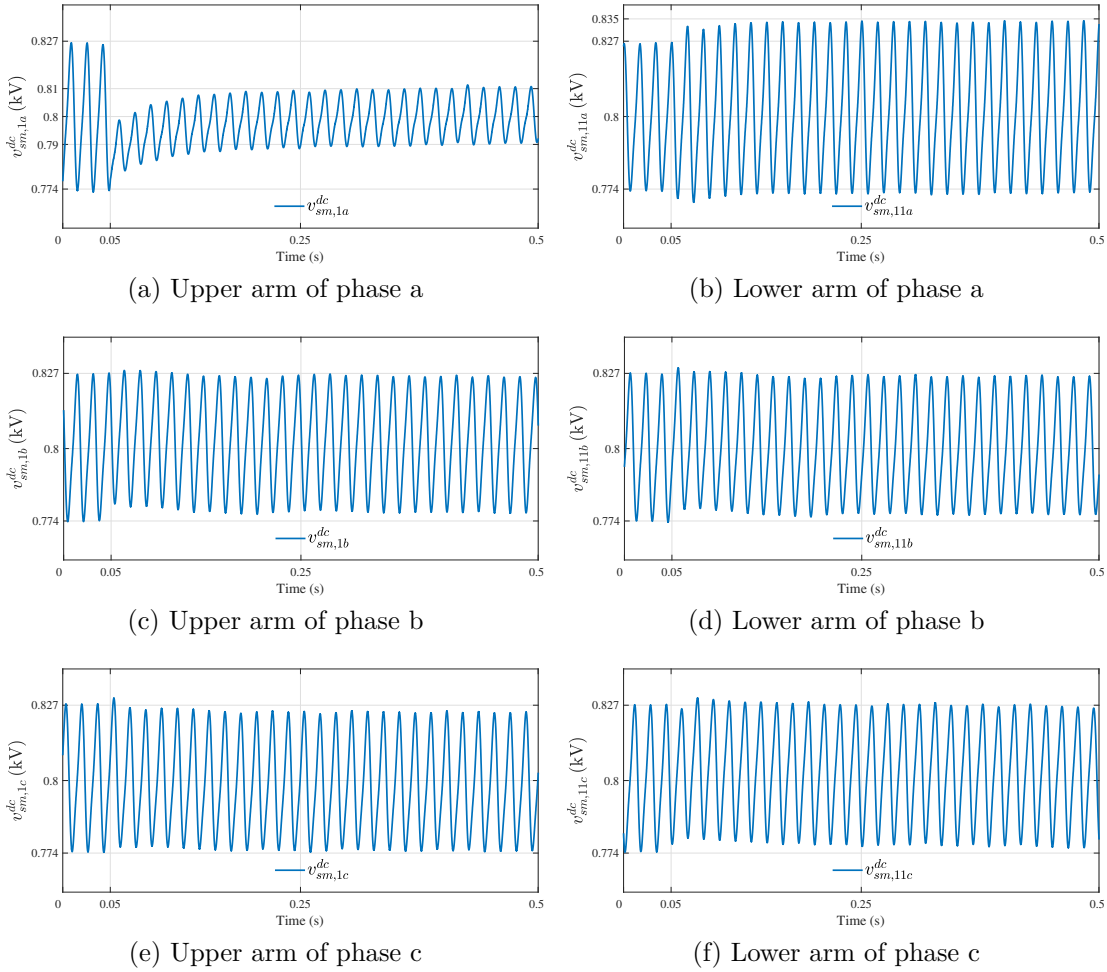 0.827
0.81
0.8
0.79
0.774
v^{dc}_{sm,1a} (kV)
v^{dc}_{sm,1a}
0 0.05 0.25 0.5
Time (s)
(a) Upper arm of phase a
0.835
0.827
0.8
0.774
v^{dc}_{sm,11a} (kV)
v^{dc}_{sm,11a}
0 0.05 0.25 0.5
Time (s)
(b) Lower arm of phase a
0.827
0.8
0.774
v^{dc}_{sm,1b} (kV)
v^{dc}_{sm,1b}
0 0.05 0.25 0.5
Time (s)
(c) Upper arm of phase b
0.827
0.8
0.774
v^{dc}_{sm,11b} (kV)
v^{dc}_{sm,11b}
0 0.05 0.25 0.5
Time (s)
(d) Lower arm of phase b
0.827
0.8
0.774
v^{dc}_{sm,1c} (kV)
v^{dc}_{sm,1c}
0 0.05 0.25 0.5
Time (s)
(e) Upper arm of phase c
0.827
0.8
0.774
v^{dc}_{sm,11c} (kV)
v^{dc}_{sm,11c}
0 0.05 0.25 0.5
Time (s)
(f) Lower arm of phase c